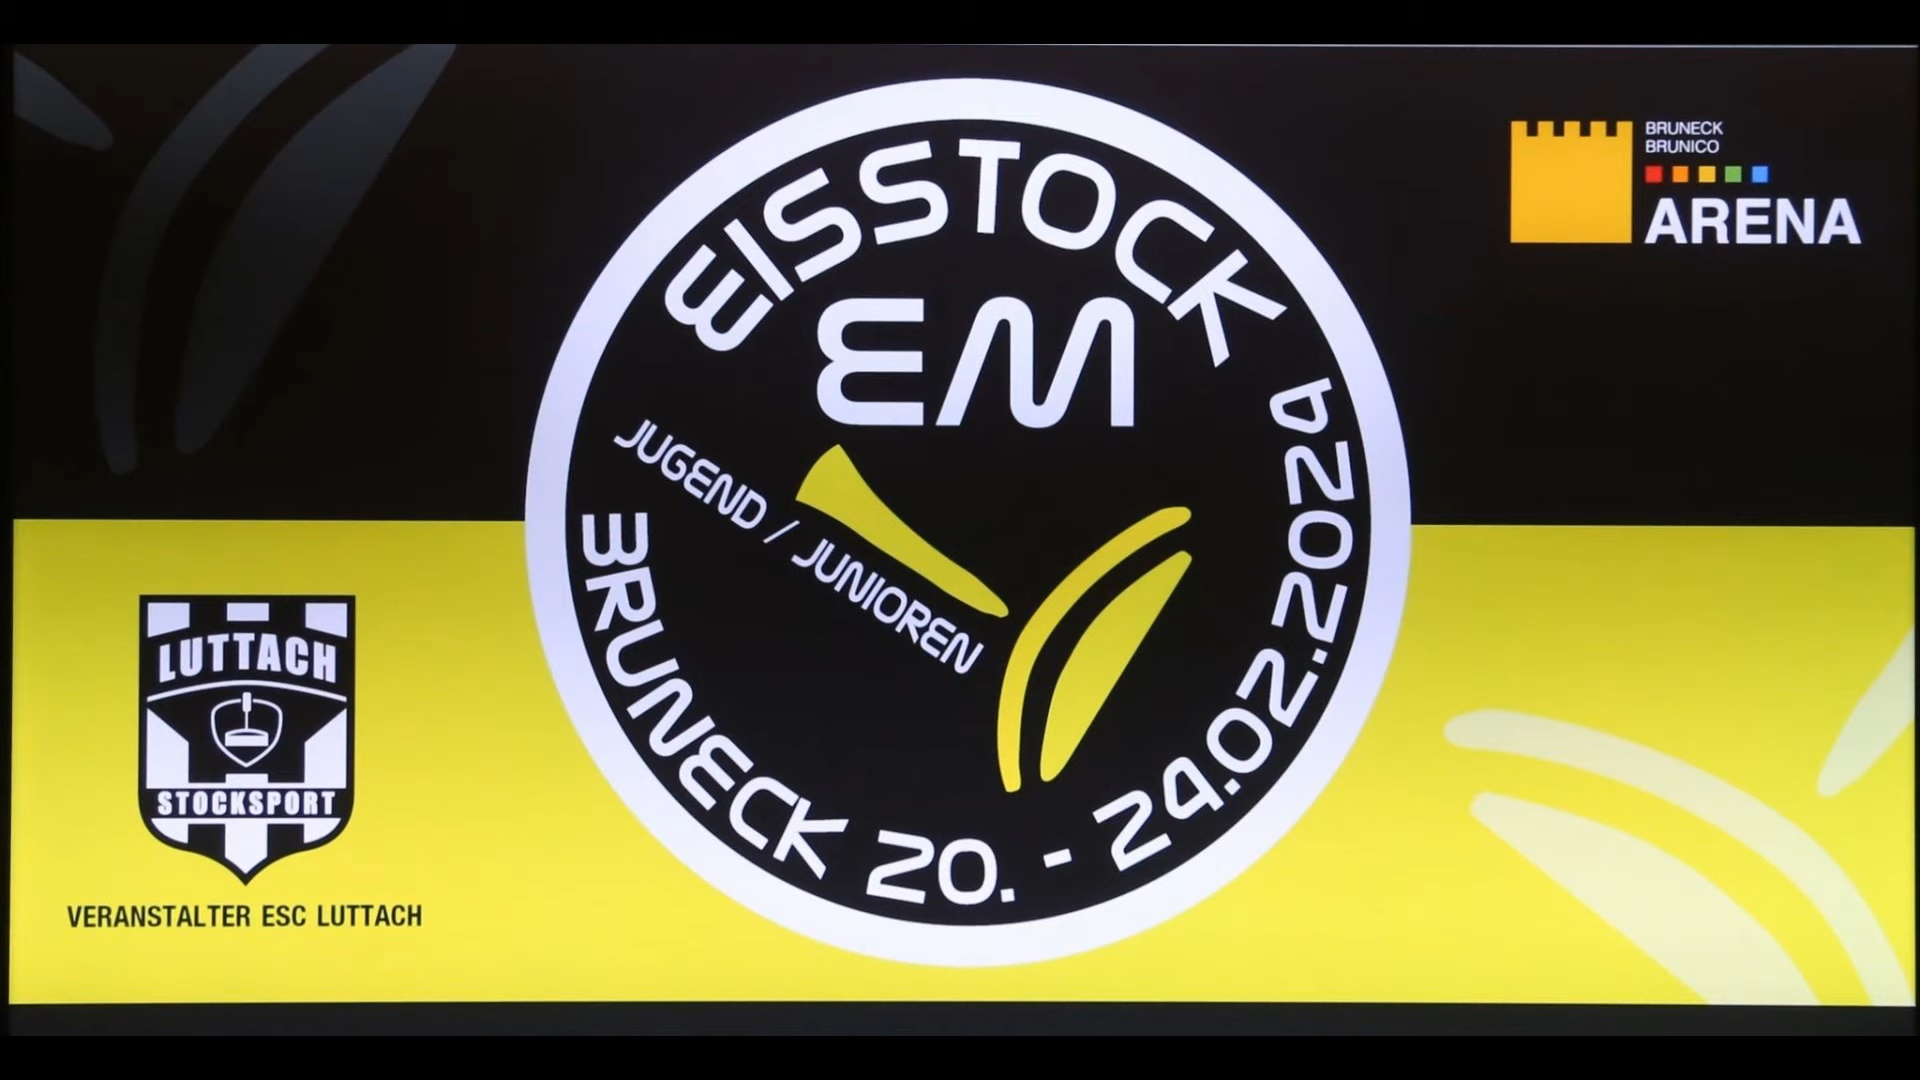 EISSTOCK
EM
JUGEND / JUNIOREN
BRUNECK 20. - 24.02.2024
BRUNECK
BRUNICO
ARENA
LUTTACH
STOCKSPORT
VERANSTALTER ESC LUTTACH